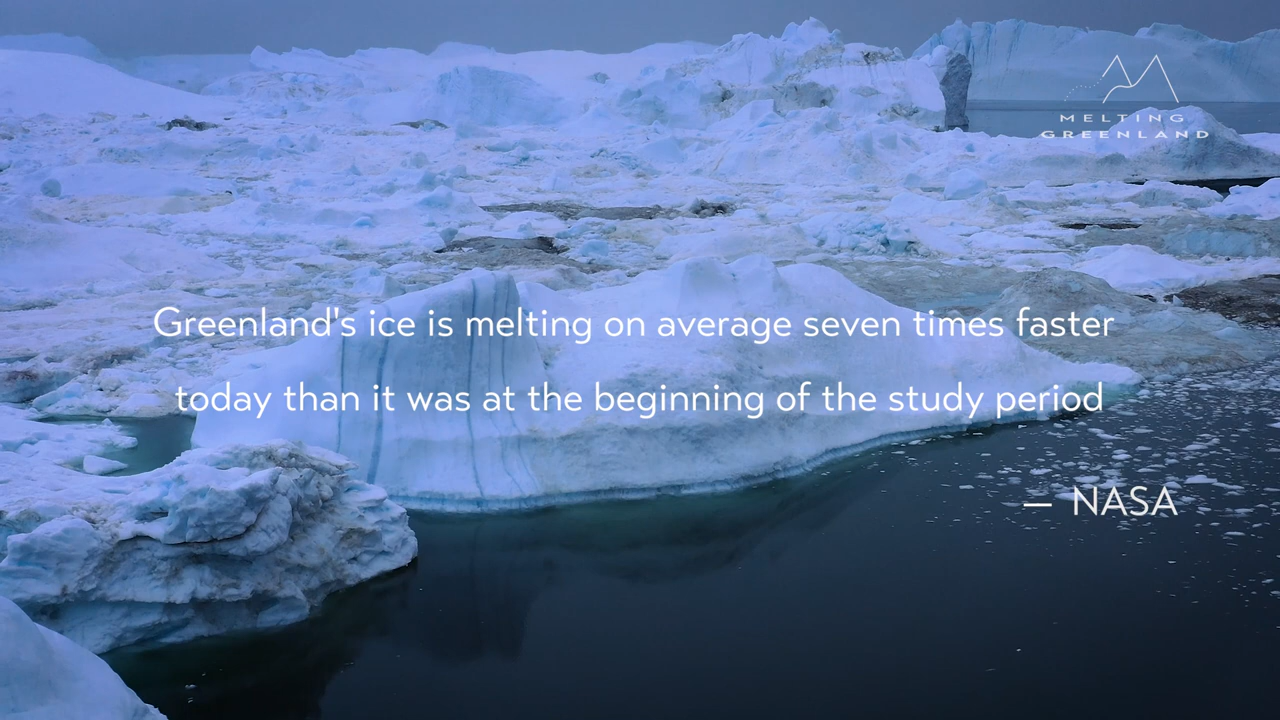 MELTING
GREENLAND
Greenland's ice is melting on average seven times faster
today than it was at the beginning of the study period
– NASA